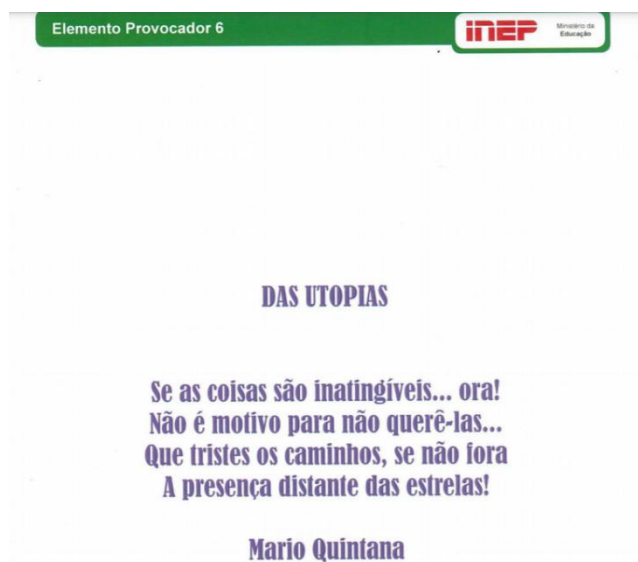 Elemento Provocador 6
inep
Ministério da
Educação
DAS UTOPIAS
Se as coisas são inatingíveis... ora!
Não é motivo para não querê-las...
Que tristes os caminhos, se não fora
A presença distante das estrelas!
Mario Quintana